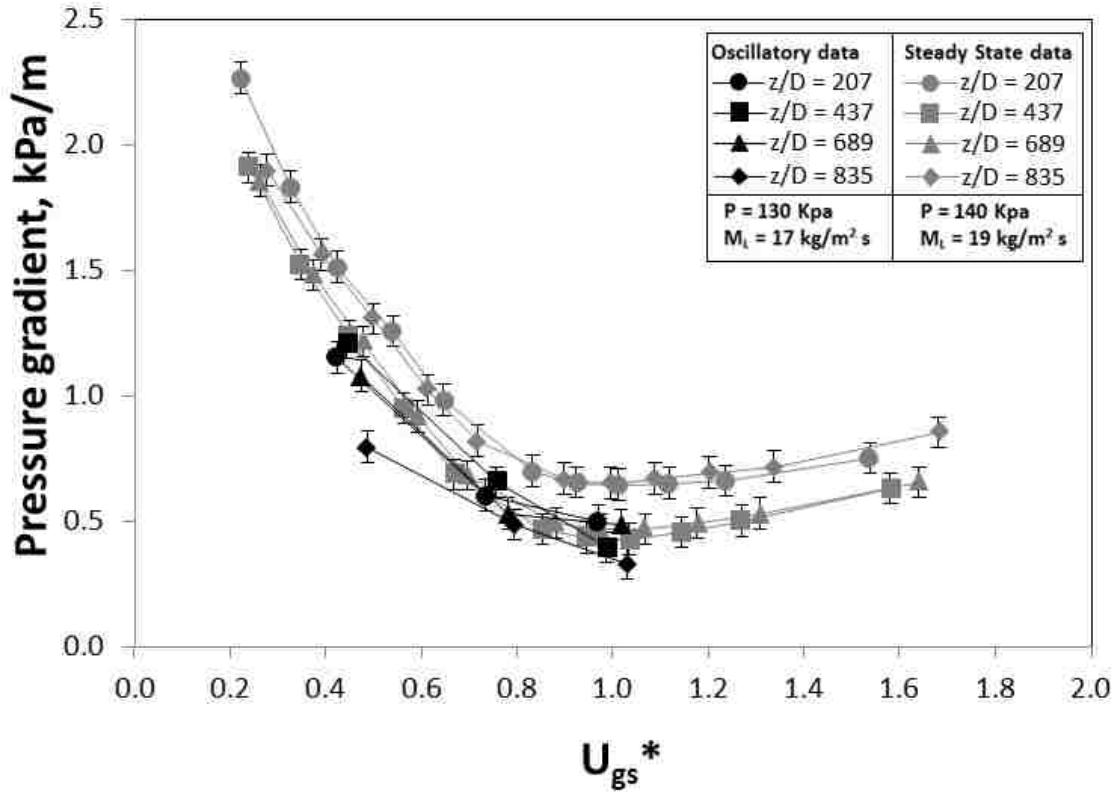 Pressure gradient, kPa/m
2.5
2.0
1.5
1.0
0.5
0.0
Oscillatory data
z/D = 207
z/D = 437
z/D = 689
z/D = 835
P = 130 Kpa
M_L = 17 kg/m² s
Steady State data
z/D = 207
z/D = 437
z/D = 689
z/D = 835
P = 140 Kpa
M_L = 19 kg/m² s
0.0 0.2 0.4 0.6 0.8 1.0 1.2 1.4 1.6 1.8 2.0
U_gs*